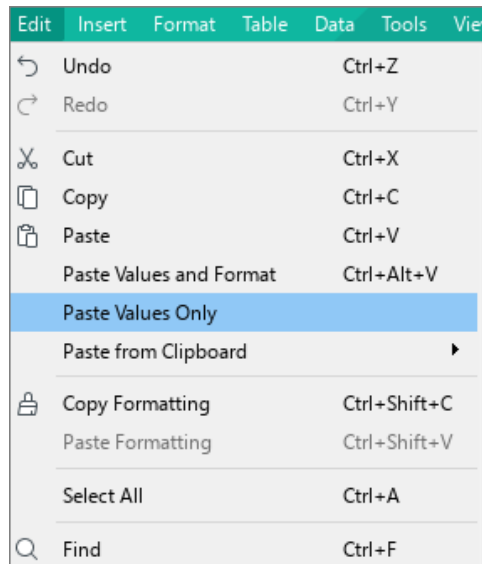 Edit Insert Format Table Data Tools Vie
Undo Ctrl+Z
Redo Ctrl+Y
Cut Ctrl+X
Copy Ctrl+C
Paste Ctrl+V
Paste Values and Format Ctrl+Alt+V
Paste Values Only
Paste from Clipboard
Copy Formatting Ctrl+Shift+C
Paste Formatting Ctrl+Shift+V
Select All Ctrl+A
Find Ctrl+F